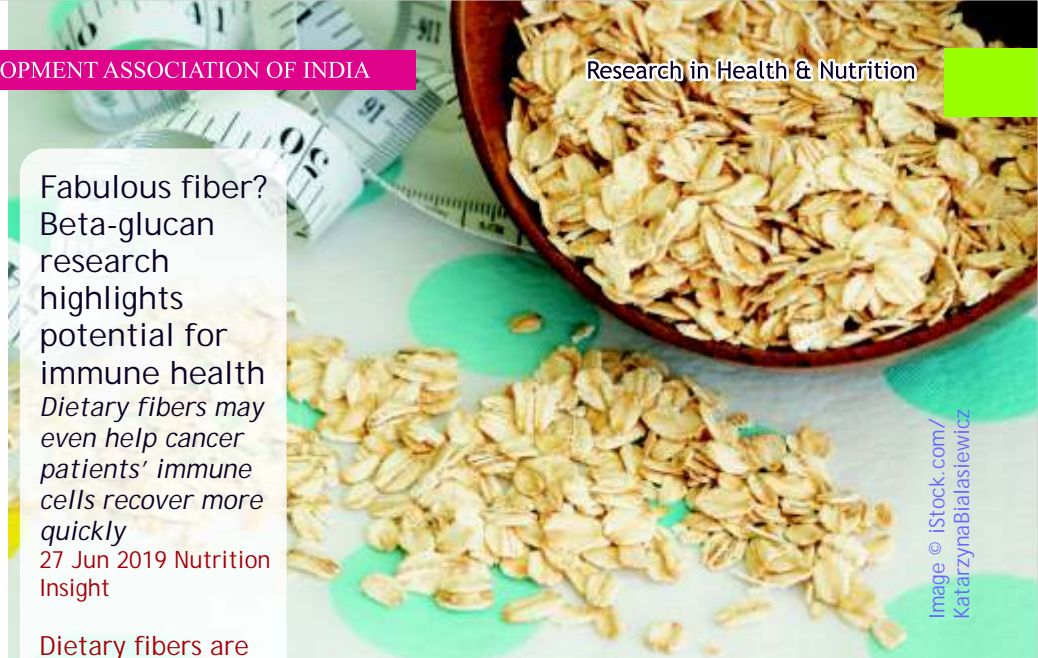 OPMENT ASSOCIATION OF INDIA
Research in Health & Nutrition
Fabulous fiber?
Beta-glucan
research
highlights
potential for
immune health
Dietary fibers may
even help cancer
patients’ immune
cells recover more
quickly
27 Jun 2019 Nutrition
Insight
Dietary fibers are
Image © iStock.com/
KatarzynaBialasiewicz